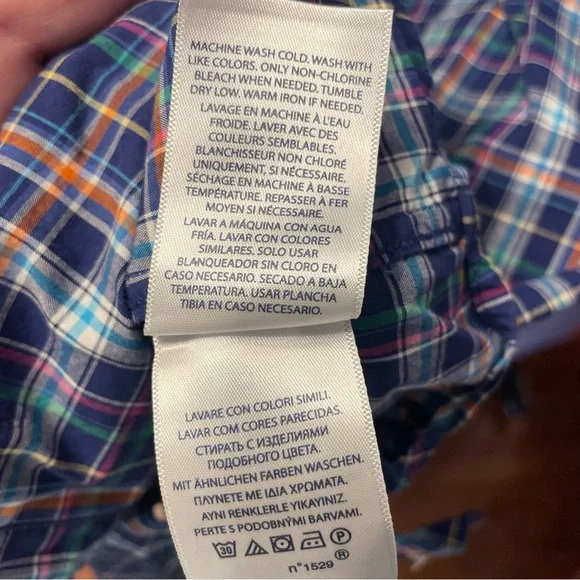 MACHINE WASH COLD. WASH WITH
LIKE COLORS. ONLY NON-CHLORINE
BLEACH WHEN NEEDED. TUMBLE
DRY LOW. WARM IRON IF NEEDED.
LAVAGE EN MACHINE À L'EAU
FROIDE. LAVER AVEC DES
COULEURS SEMBLABLES.
BLANCHISSEUR NON CHLORÉ
UNIQUEMENT, SI NÉCESSAIRE.
SÉCHAGE EN MACHINE À BASSE
TEMPÉRATURE. REPASSER À FER
MOYEN SI NÉCESSAIRE.
LAVAR A MÁQUINA CON AGUA
FRÍA. LAVAR CON COLORES
SIMILARES. SOLO USAR
BLANQUEADOR SIN CLORO EN
CASO NECESARIO. SECADO A BAJA
TEMPERATURA. USAR PLANCHA
TIBIA EN CASO NECESARIO.
LAVARE CON COLORI SIMILI.
LAVAR COM CORES PARECIDAS.
СТИРАТЬ С ИЗДЕЛИЯМИ
ПОДОБНОГО ЦВЕТА.
MIT ÄHNLICHEN FARBEN WASCHEN.
ΠΛΥΝΕΤΕ ΜΕ ΙΔΙΑ ΧΡΩΜΑΤΑ.
AYNI RENKLERLE YIKAYINIZ.
PERTE S PODOBNÝMI BARVAMI.
30 P
n°1529 ®